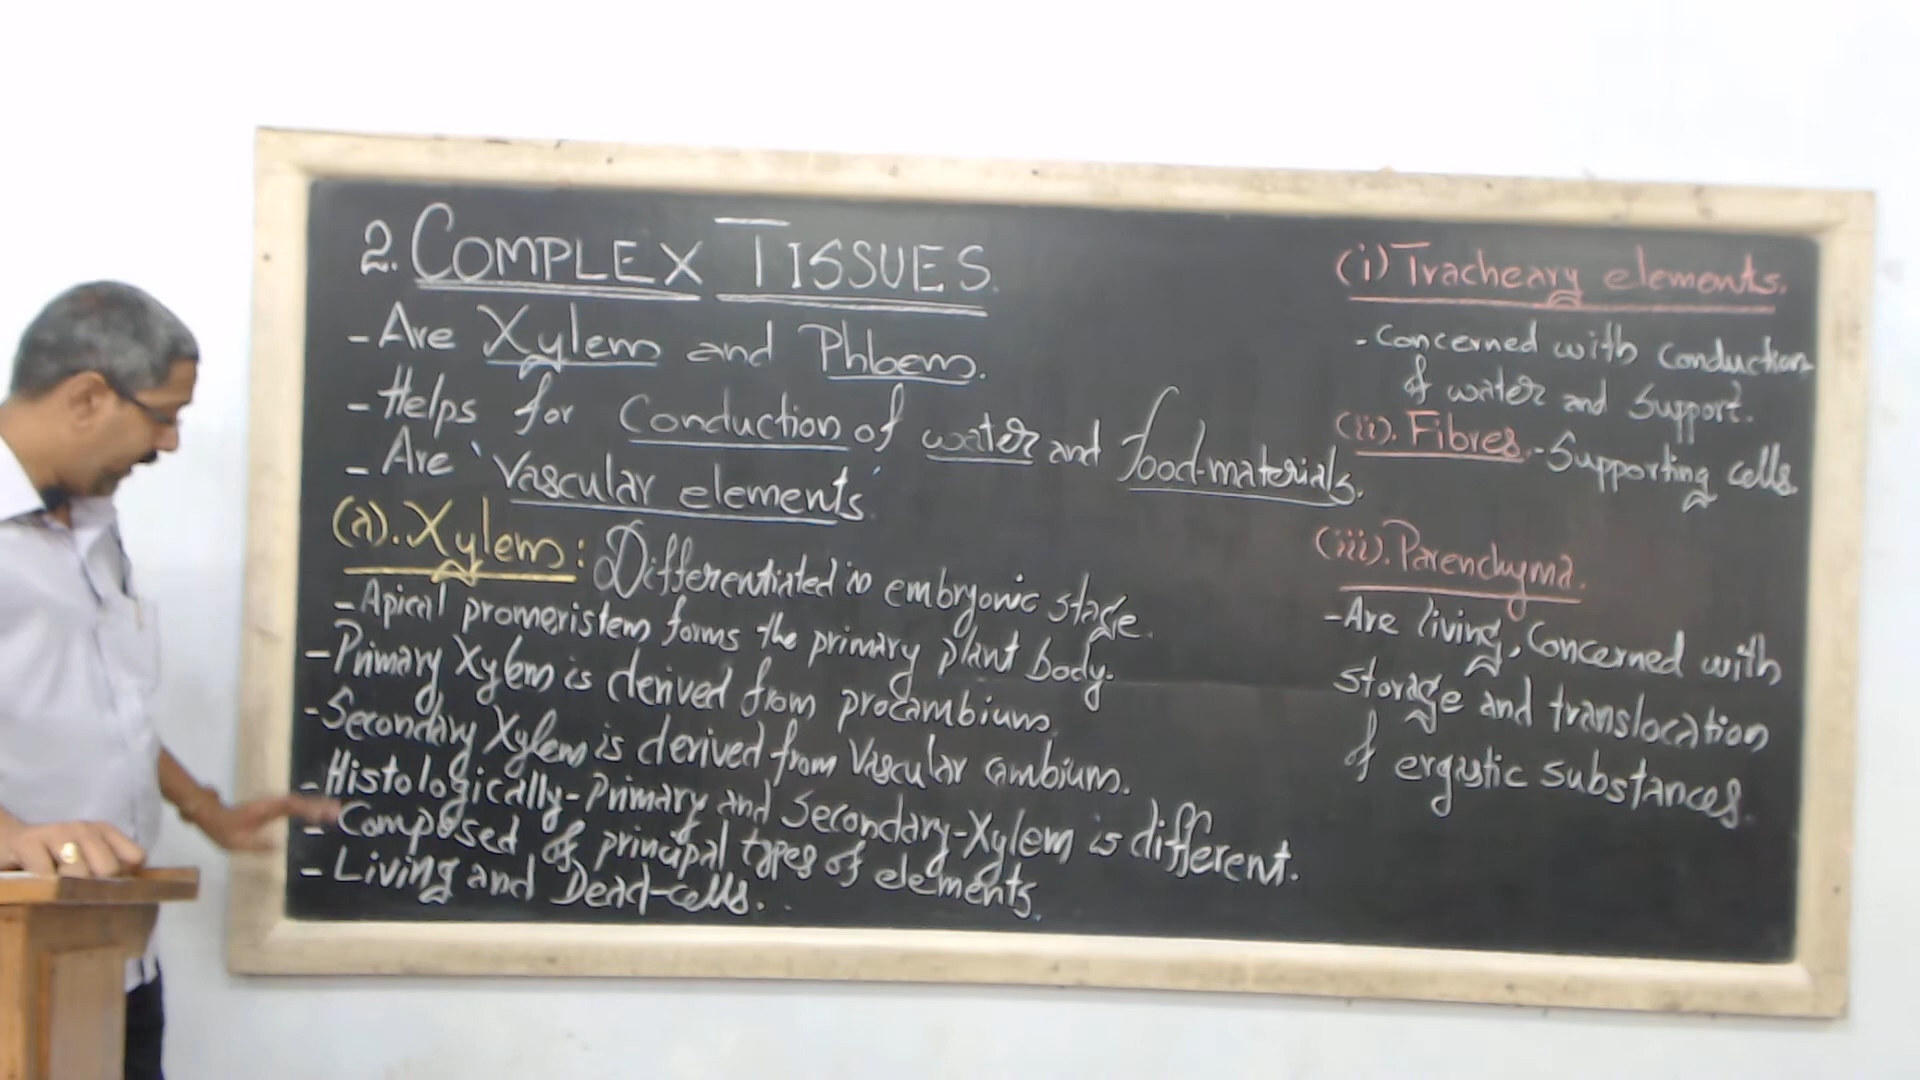 2. COMPLEX TISSUES.
- Are Xylem and Phloem.
- Helps for Conduction of water and food-materials.
- Are 'Vascular elements'
(a). Xylem: Differentiated in embryonic stage.
- Apical promeristem forms the primary plant body.
- Primary Xylem is derived from procambium.
- Secondary Xylem is derived from Vascular cambium.
- Histologically-Primary and Secondary-Xylem is different.
- Composed of principal types of elements.
- Living and Dead-cells.
(i) Tracheary elements.
- Concerned with conduction
of water and Support.
(ii). Fibres.-Supporting cells.
(iii). Parenchyma.
-Are living, Concerned with
storage and translocation
of ergastic substances.